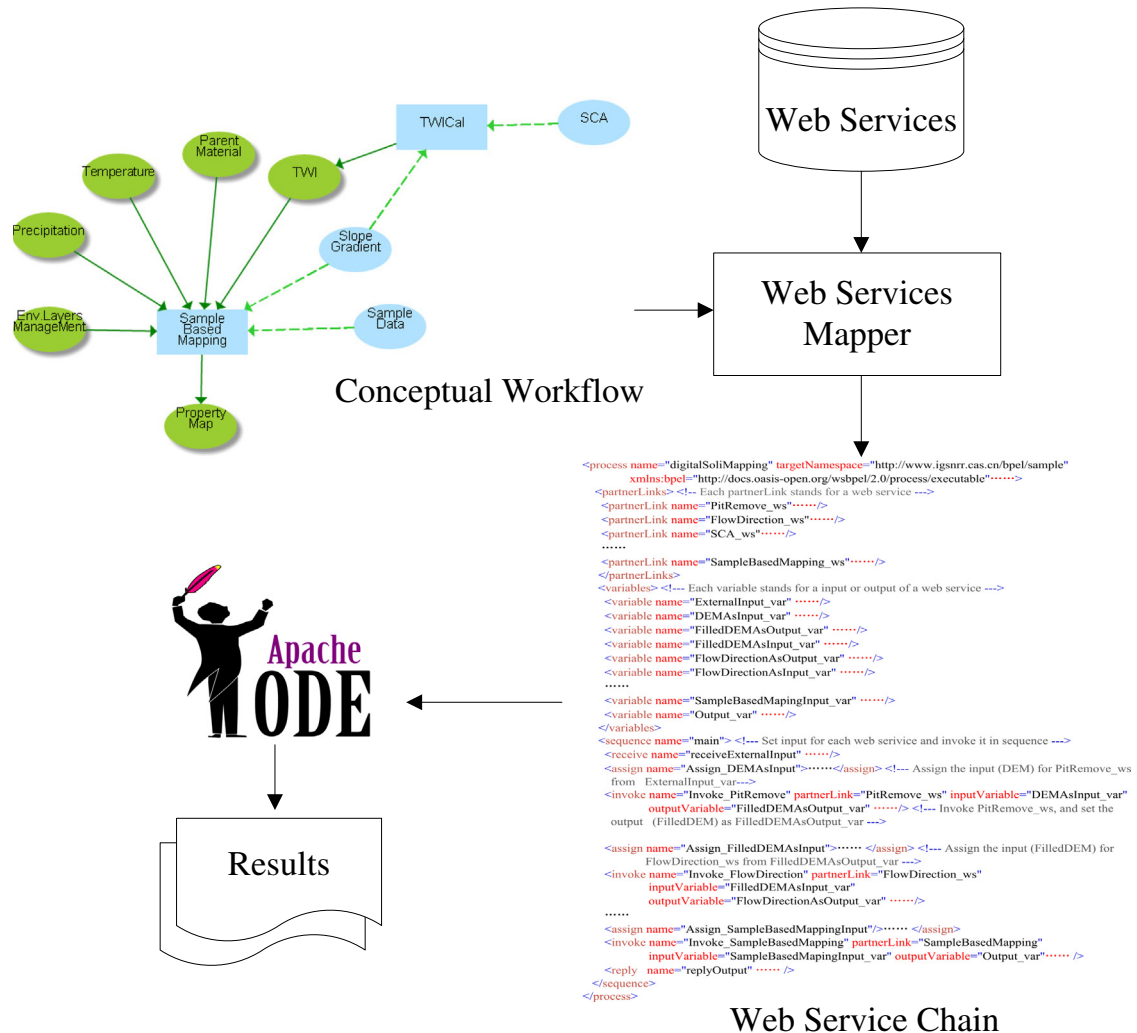 TWICal
SCA
Parent
Material
Temperature
TWI
Precipitation
Slope
Gradient
Env.Layers
ManageMent
Sample
Based
Mapping
Sample
Data
Property
Map
Conceptual Workflow
Web Services
Web Services
Mapper
<process name="digitalSoliMapping" targetNamespace="http://www.igsnrr.cas.cn/bpel/sample"
xmlns:bpel="http://docs.oasis-open.org/wsbpel/2.0/process/executable"······>
<partnerLinks> <!-- Each partnerLink stands for a web service --->
<partnerLink name="PitRemove_ws"······/>
<partnerLink name="FlowDirection_ws"······/>
<partnerLink name="SCA_ws"······/>
······
<partnerLink name="SampleBasedMapping_ws"······/>
</partnerLinks>
<variables> <!--- Each variable stands for a input or output of a web service --->
<variable name="ExternalInput_var" ······/>
<variable name="DEMAsInput_var" ······/>
<variable name="FilledDEMAsOutput_var" ······/>
<variable name="FilledDEMAsInput_var" ······/>
<variable name="FlowDirectionAsOutput_var" ······/>
<variable name="FlowDirectionAsInput_var" ······/>
······
<variable name="SampleBasedMapingInput_var" ······/>
<variable name="Output_var" ······/>
</variables>
<sequence name="main"> <!--- Set input for each web serivice and invoke it in sequence --->
<receive name="receiveExternalInput" ······/>
<assign name="Assign_DEMAsInput">······</assign> <!--- Assign the input (DEM) for PitRemove_ws
from ExternalInput_var--->
<invoke name="Invoke_PitRemove" partnerLink="PitRemove_ws" inputVariable="DEMAsInput_var"
outputVariable="FilledDEMAsOutput_var" ······/> <!--- Invoke PitRemove_ws, and set the
output (FilledDEM) as FilledDEMAsOutput_var --->
<assign name="Assign_FilledDEMAsInput">······ </assign> <!--- Assign the input (FilledDEM) for
FlowDirection_ws from FilledDEMAsOutput_var --->
<invoke name="Invoke_FlowDirection" partnerLink="FlowDirection_ws"
inputVariable="FilledDEMAsInput_var"
outputVariable="FlowDirectionAsOutput_var" ······/>
······
<assign name="Assign_SampleBasedMappingInput"/>······ </assign>
<invoke name="Invoke_SampleBasedMapping" partnerLink="SampleBasedMapping"
inputVariable="SampleBasedMapingInput_var" outputVariable="Output_var"······ />
<reply name="replyOutput" ······ />
</sequence>
</process>
Web Service Chain
Apache
ODE
Results